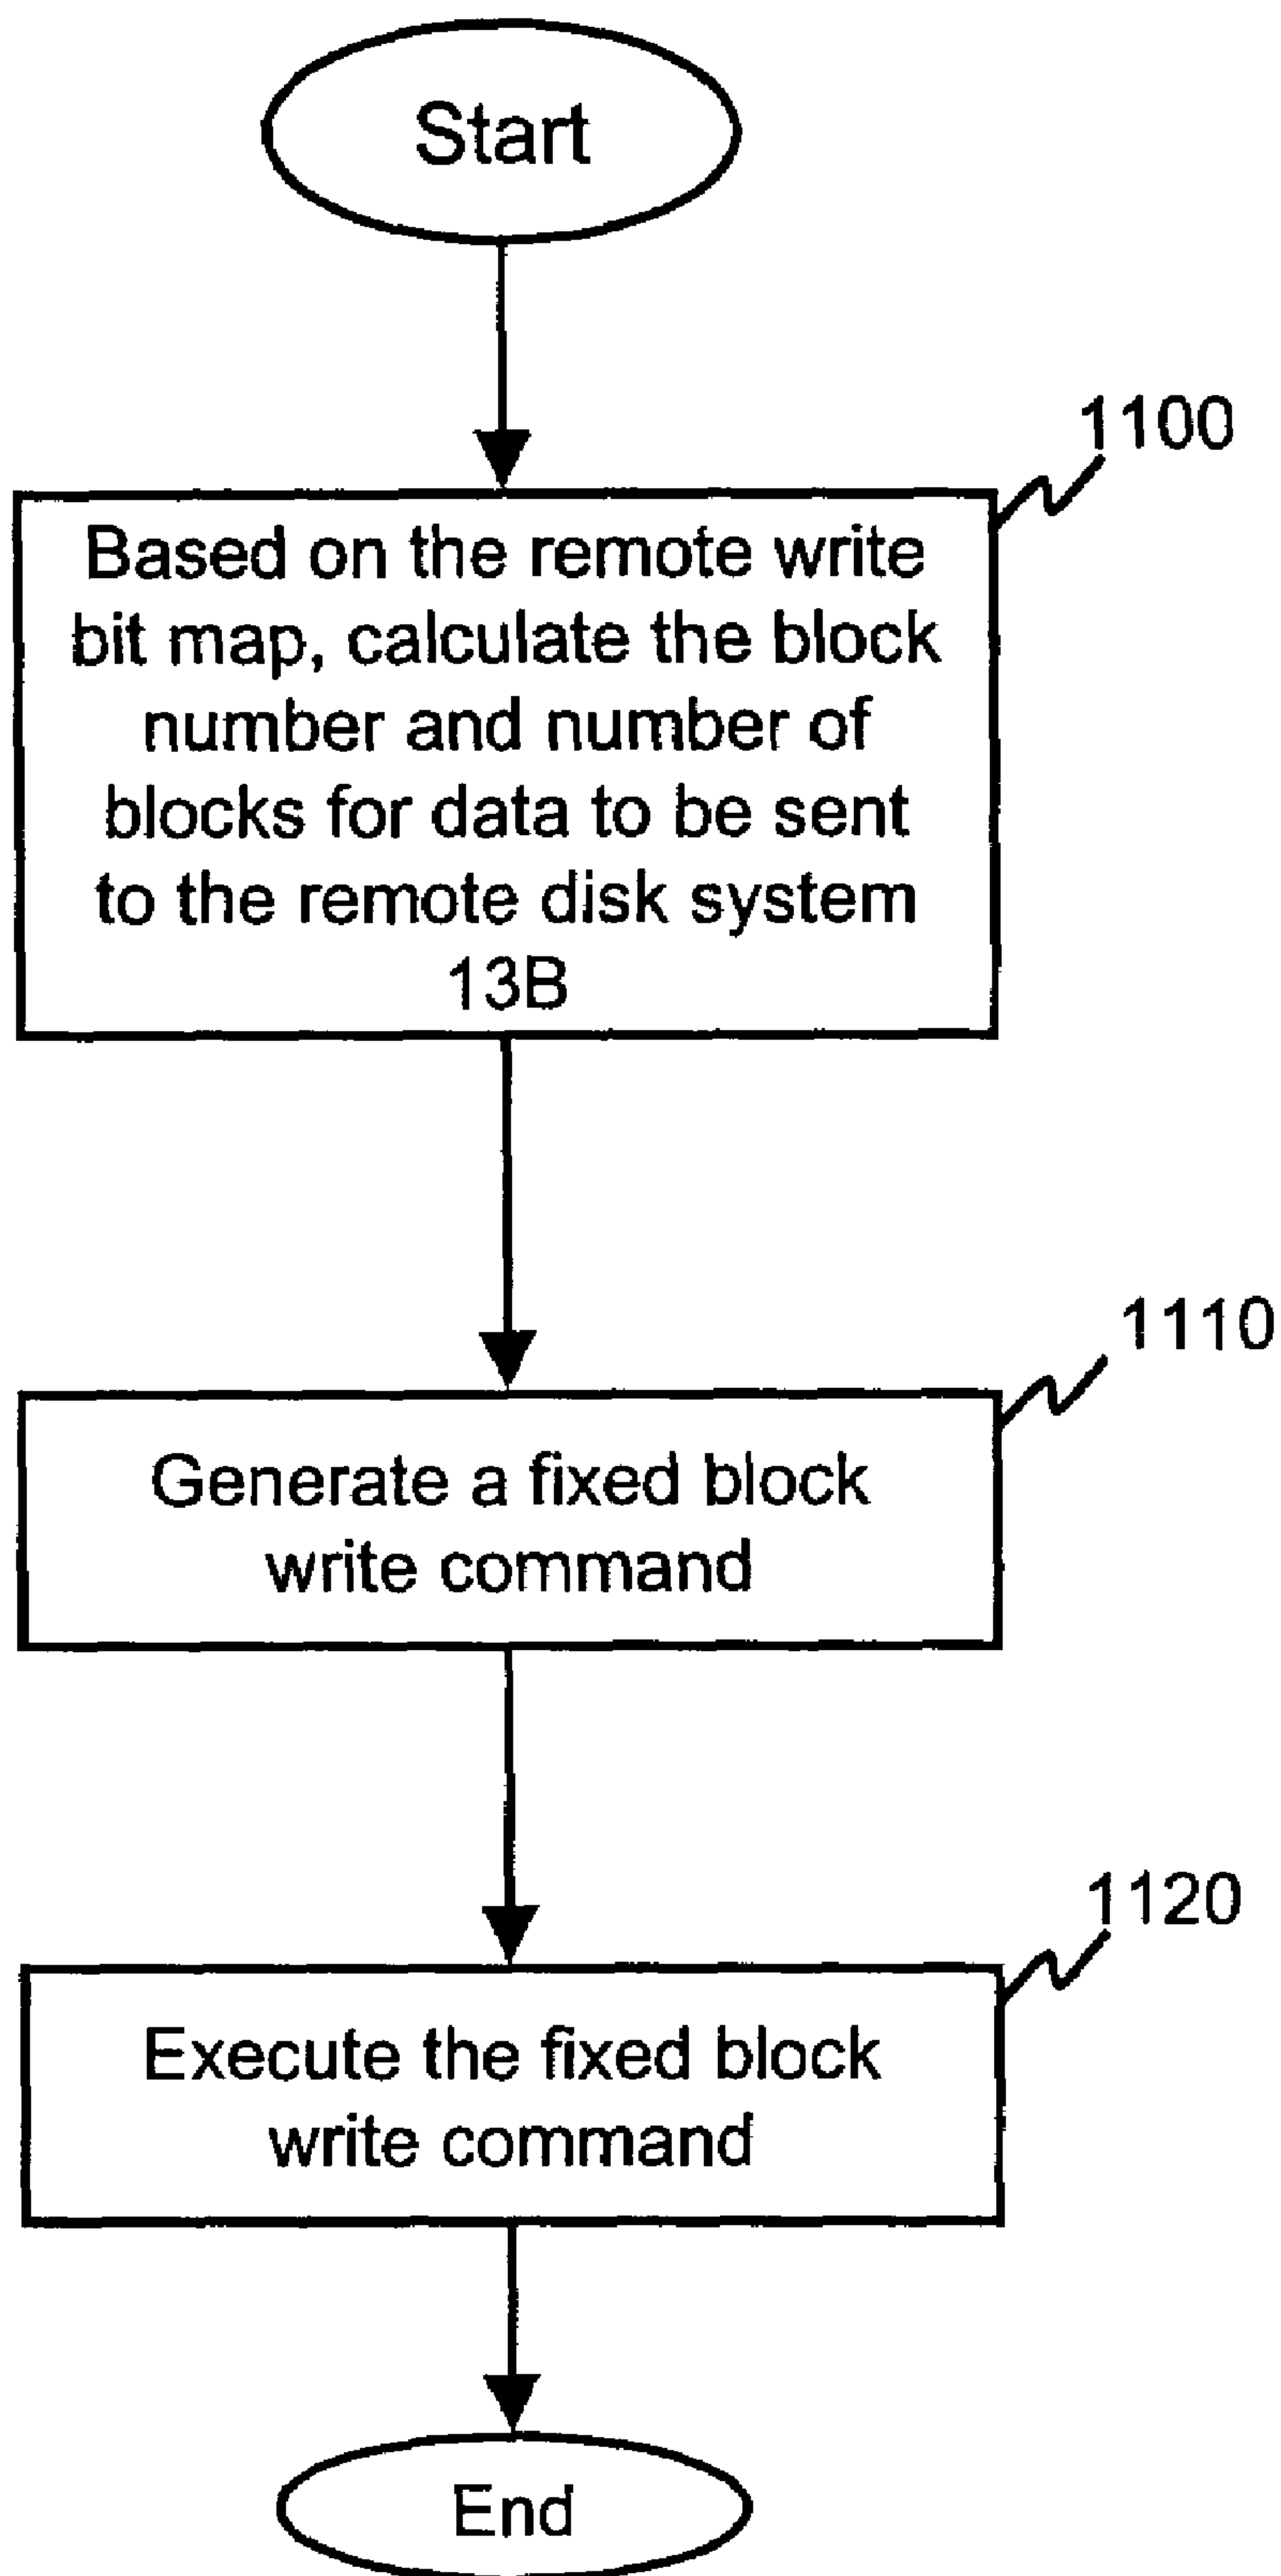 Start
1100
Based on the remote write
bit map, calculate the block
number and number of
blocks for data to be sent
to the remote disk system
13B
1110
Generate a fixed block
write command
1120
Execute the fixed block
write command
End